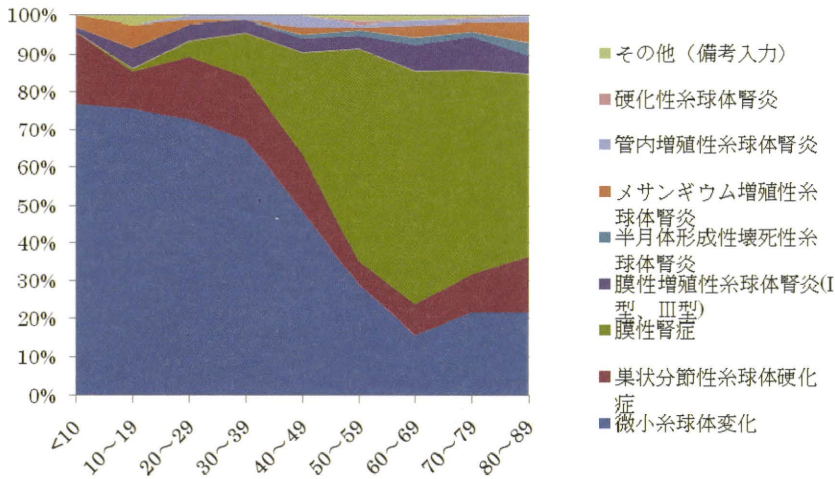 100%
90%
80%
70%
60%
50%
40%
30%
20%
10%
0%
<10
10～19
20～29
30～39
40～49
50～59
60～69
70～79
80～89
その他（備考入力）
硬化性糸球体腎炎
管内増殖性糸球体腎炎
メサンギウム増殖性糸
球体腎炎
半月体形成性壊死性糸
球体腎炎
膜性増殖性糸球体腎炎(I
型、III型)
膜性腎症
巣状分節性糸球体硬化
症
微小糸球体変化